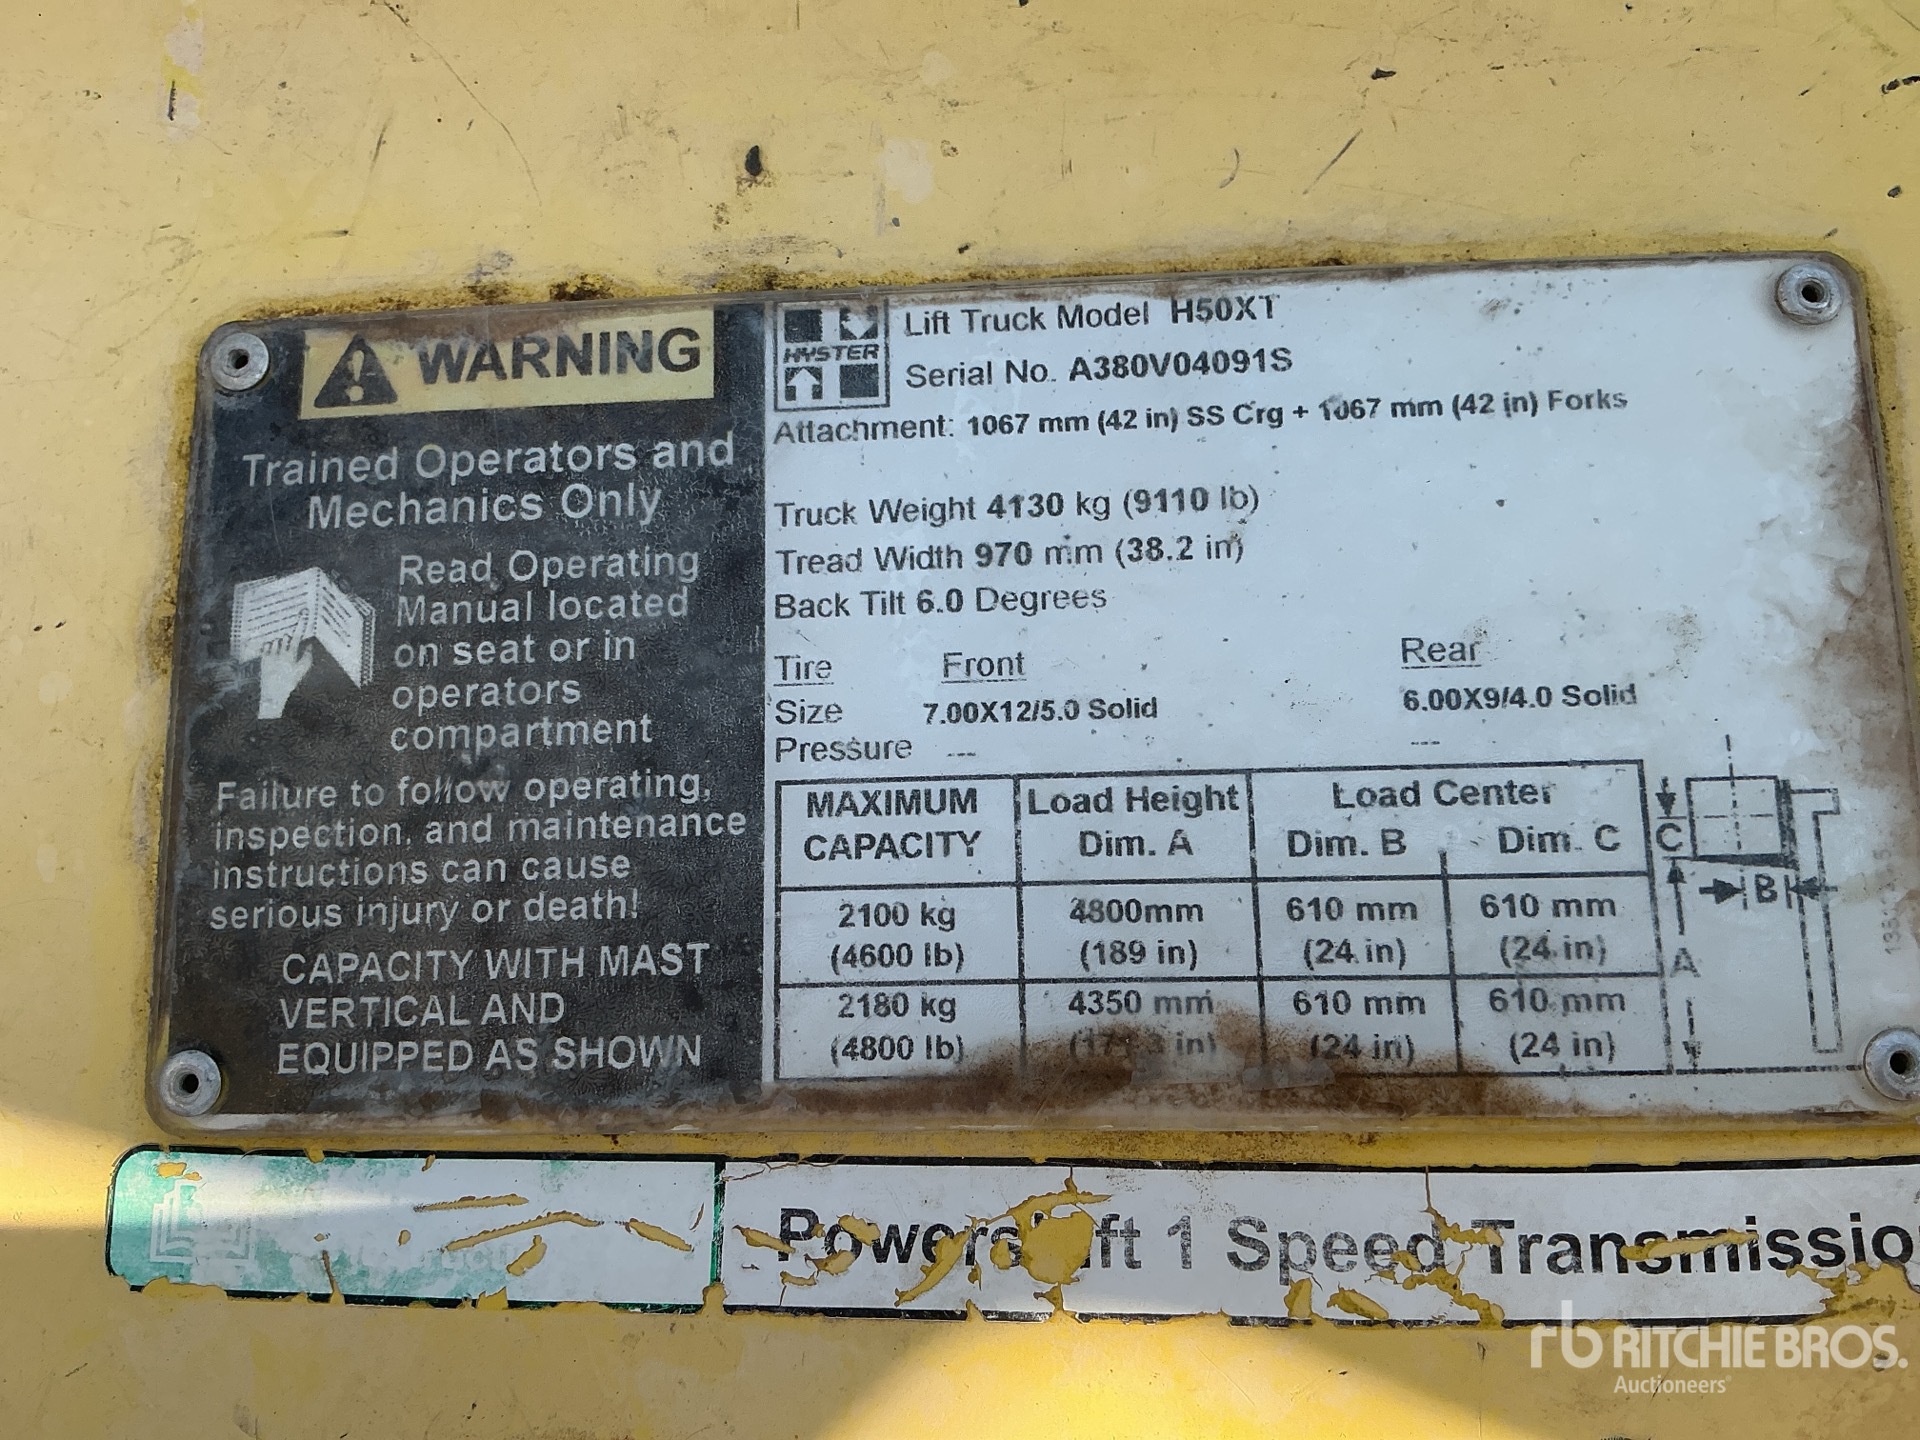 WARNING
Trained Operators and
Mechanics Only
Read Operating
Manual located
on seat or in
operators
compartment
Failure to follow operating,
inspection, and maintenance
instructions can cause
serious injury or death!
CAPACITY WITH MAST
VERTICAL AND
EQUIPPED AS SHOWN
HYSTER
Lift Truck Model H50XT
Serial No. A380V04091S
Attachment: 1067 mm (42 in) SS Crg + 1067 mm (42 in) Forks
Truck Weight 4130 kg (9110 lb)
Tread Width 970 mm (38.2 in)
Back Tilt 6.0 Degrees
Tire Front Rear
Size 7.00X12/5.0 Solid 6.00X9/4.0 Solid
Pressure --- ---
MAXIMUM CAPACITY Load Height Dim. A Load Center Dim. B Dim. C
2100 kg 4800mm 610 mm 610 mm
(4600 lb) (189 in) (24 in) (24 in)
2180 kg 4350 mm 610 mm 610 mm
(4800 lb) in) (24 in) (24 in)
C
B
A
1 Speed Transmissio
rb RITCHIE BROS.
Auctioneers